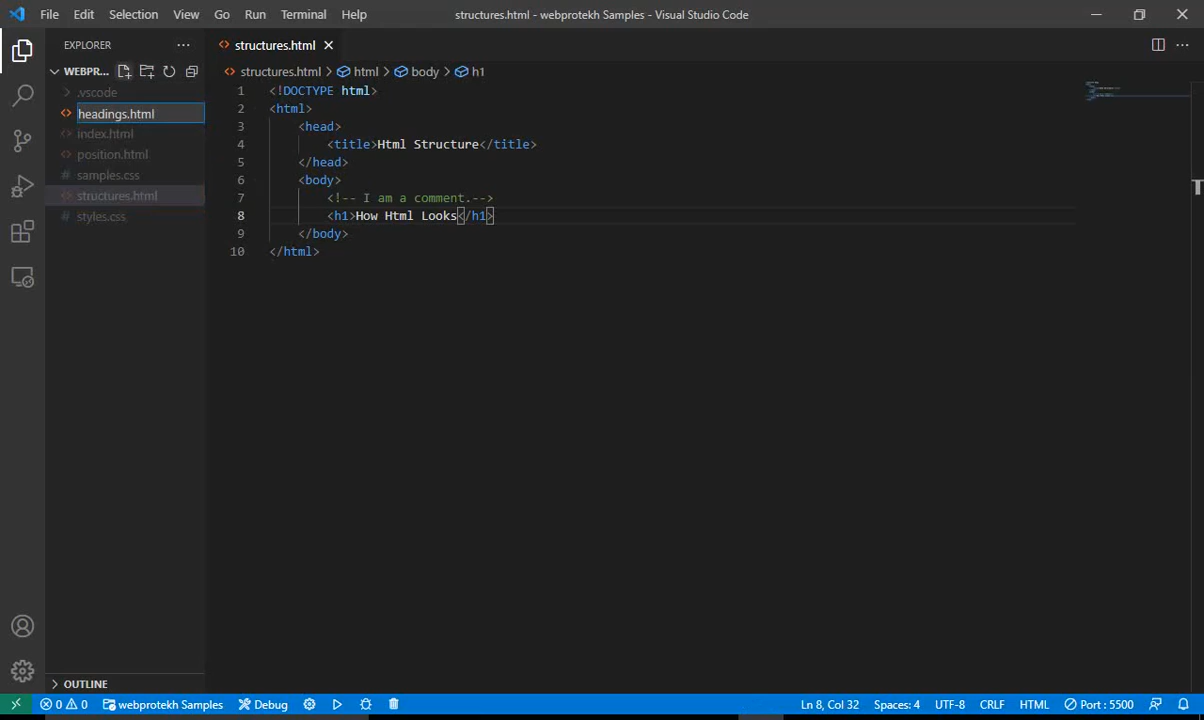 File Edit Selection View Go Run Terminal Help structures.html - webprotekh Samples - Visual Studio Code
EXPLORER
WEBPR...
.vscode
headings.html
index.html
position.html
samples.css
structures.html
styles.css
OUTLINE
structures.html
structures.html > html > body > h1
1 <!DOCTYPE html>
2 <html>
3 <head>
4 <title>Html Structure</title>
5 </head>
6 <body>
7 <!-- I am a comment.-->
8 <h1>How Html Looks</h1>
9 </body>
10 </html>
0 0 webprotekh Samples Debug Ln 8, Col 32 Spaces: 4 UTF-8 CRLF HTML Port : 5500